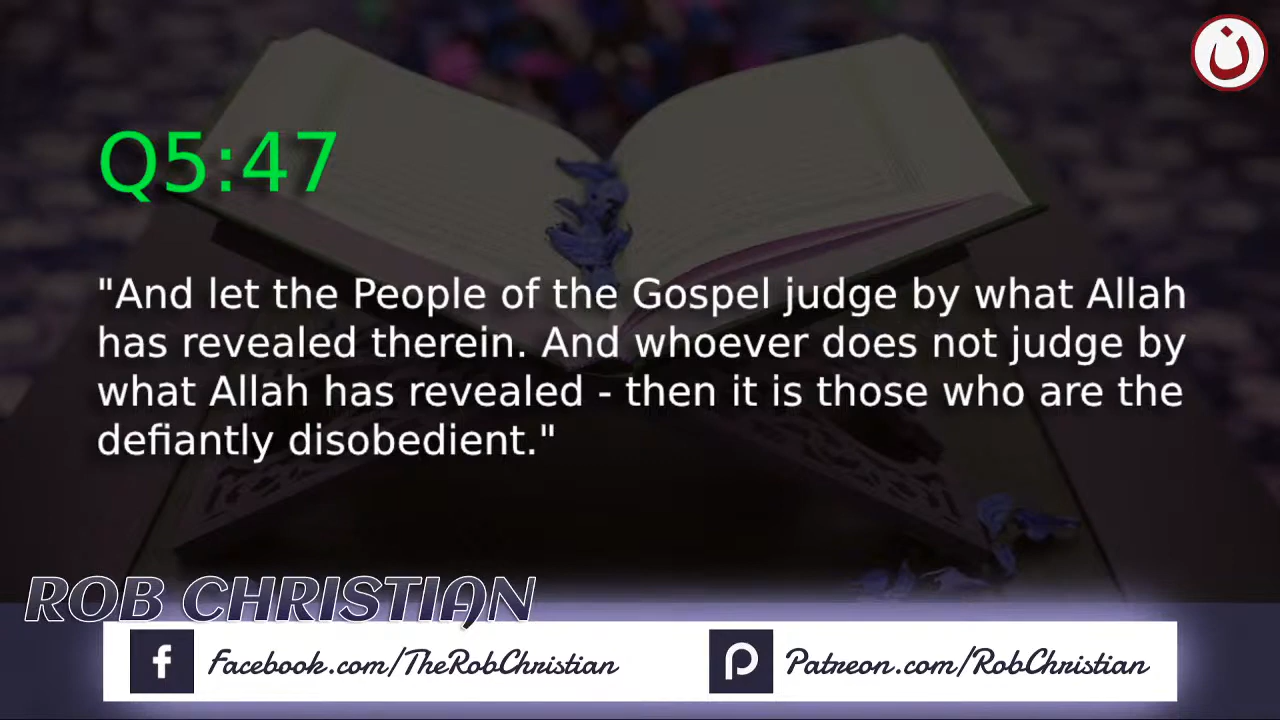 ن
Q5:47
"And let the People of the Gospel judge by what Allah
has revealed therein. And whoever does not judge by
what Allah has revealed - then it is those who are the
defiantly disobedient."
ROB CHRISTIAN
Facebook.com/TheRobChristian
Patreon.com/RobChristian